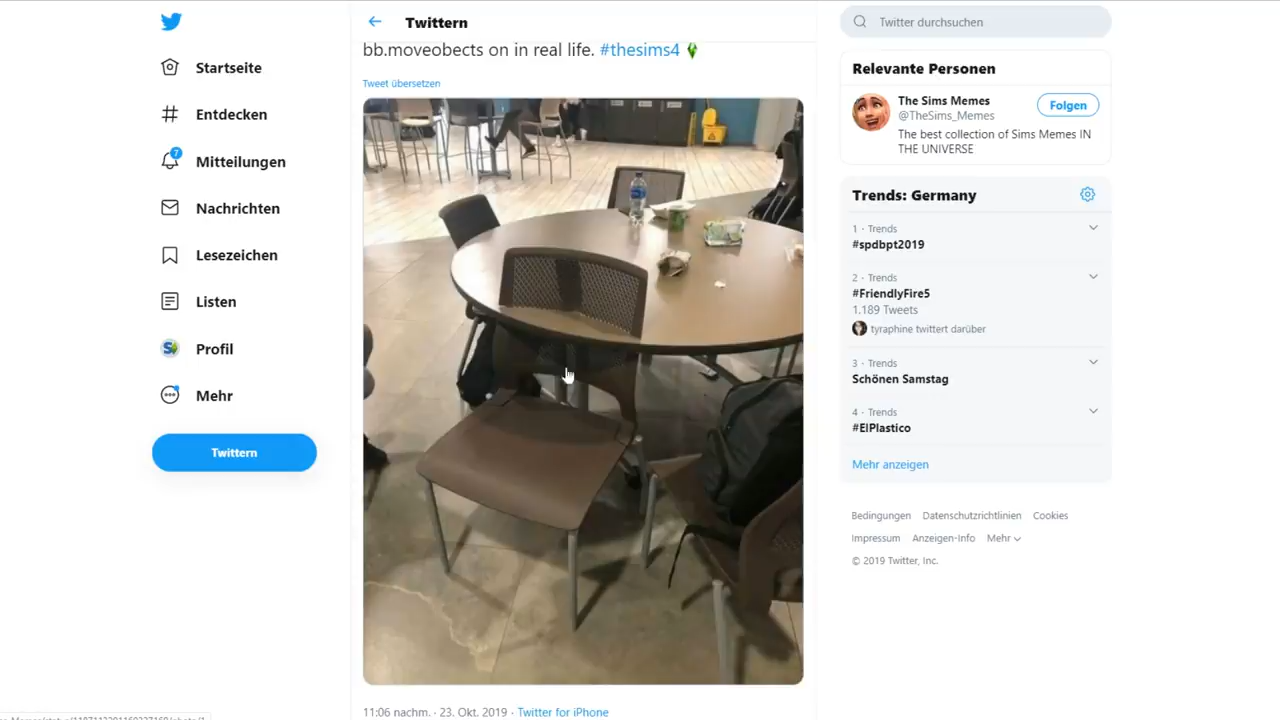 Twittern
Twitter durchsuchen
Startseite
Entdecken
7
Mitteilungen
Nachrichten
Lesezeichen
Listen
Profil
Mehr
Twittern
bb.moveobects on in real life. #thesims4
Tweet übersetzen
11:06 nachm. · 23. Okt. 2019 · Twitter for iPhone
Relevante Personen
The Sims Memes
@TheSims_Memes
Folgen
The best collection of Sims Memes IN
THE UNIVERSE
Trends: Germany
1 · Trends
#spdbpt2019
2 · Trends
#FriendlyFire5
1.189 Tweets
tyraphine twittert darüber
3 · Trends
Schönen Samstag
4 · Trends
#ElPlastico
Mehr anzeigen
Bedingungen Datenschutzrichtlinien Cookies
Impressum Anzeigen-Info Mehr
© 2019 Twitter, Inc.